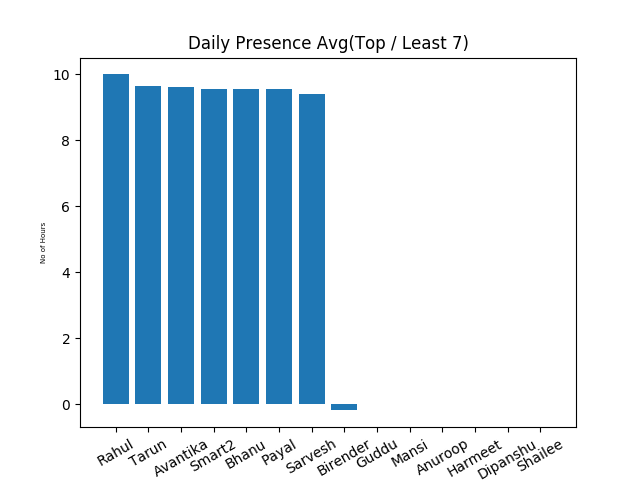 Daily Presence Avg(Top / Least 7)
No of Hours
10
8
6
4
2
0
Rahul
Tarun
Avantika
Smart2
Bhanu
Payal
Sarvesh
Birender
Guddu
Mansi
Anuroop
Harmeet
Dipanshu
Shailee